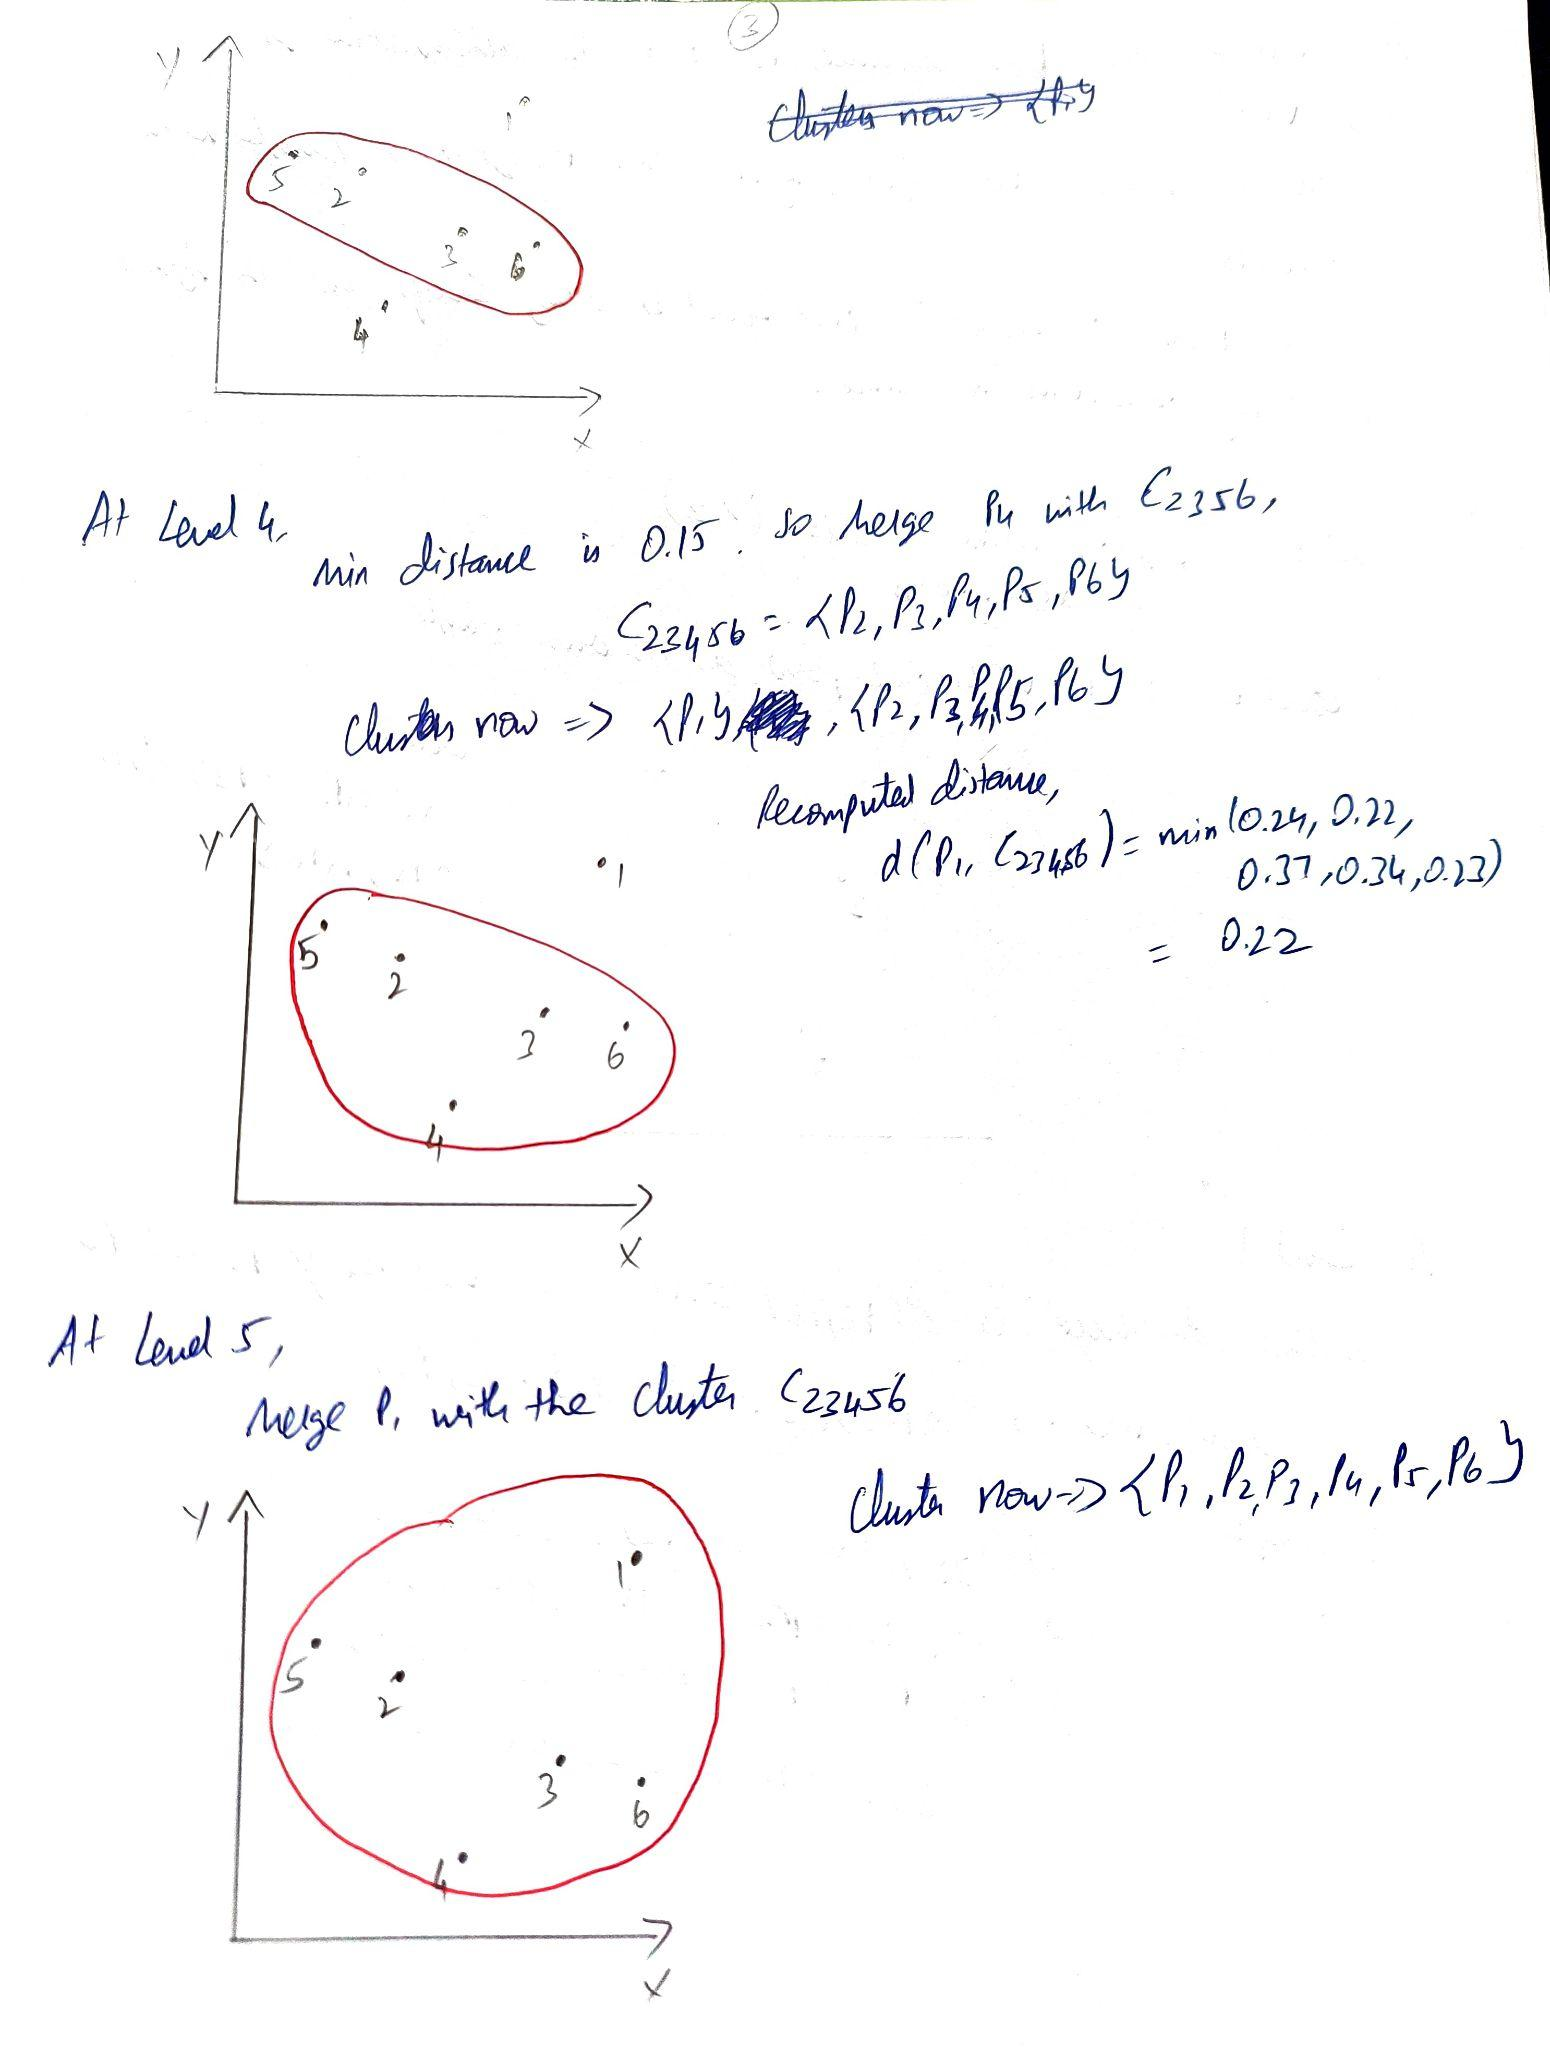 3
Y
1
5
2
3
6
4
X
Clusters now => {P1}
At Level 4,
min distance is 0.15. so Merge P4 with C2356,
C23456 = {P2, P3, P4, P5, P6}
Clusters now => {P1}, {P2, P3, P4, P5, P6}
Recomputed distance,
d(P1, C23456) = min(0.24, 0.22,
0.37, 0.34, 0.23)
= 0.22
Y
1
5
2
3
6
4
X
At Level 5,
Merge P1 with the Cluster C23456
Cluster now => {P1, P2, P3, P4, P5, P6}
Y
1
5
2
3
6
4
X